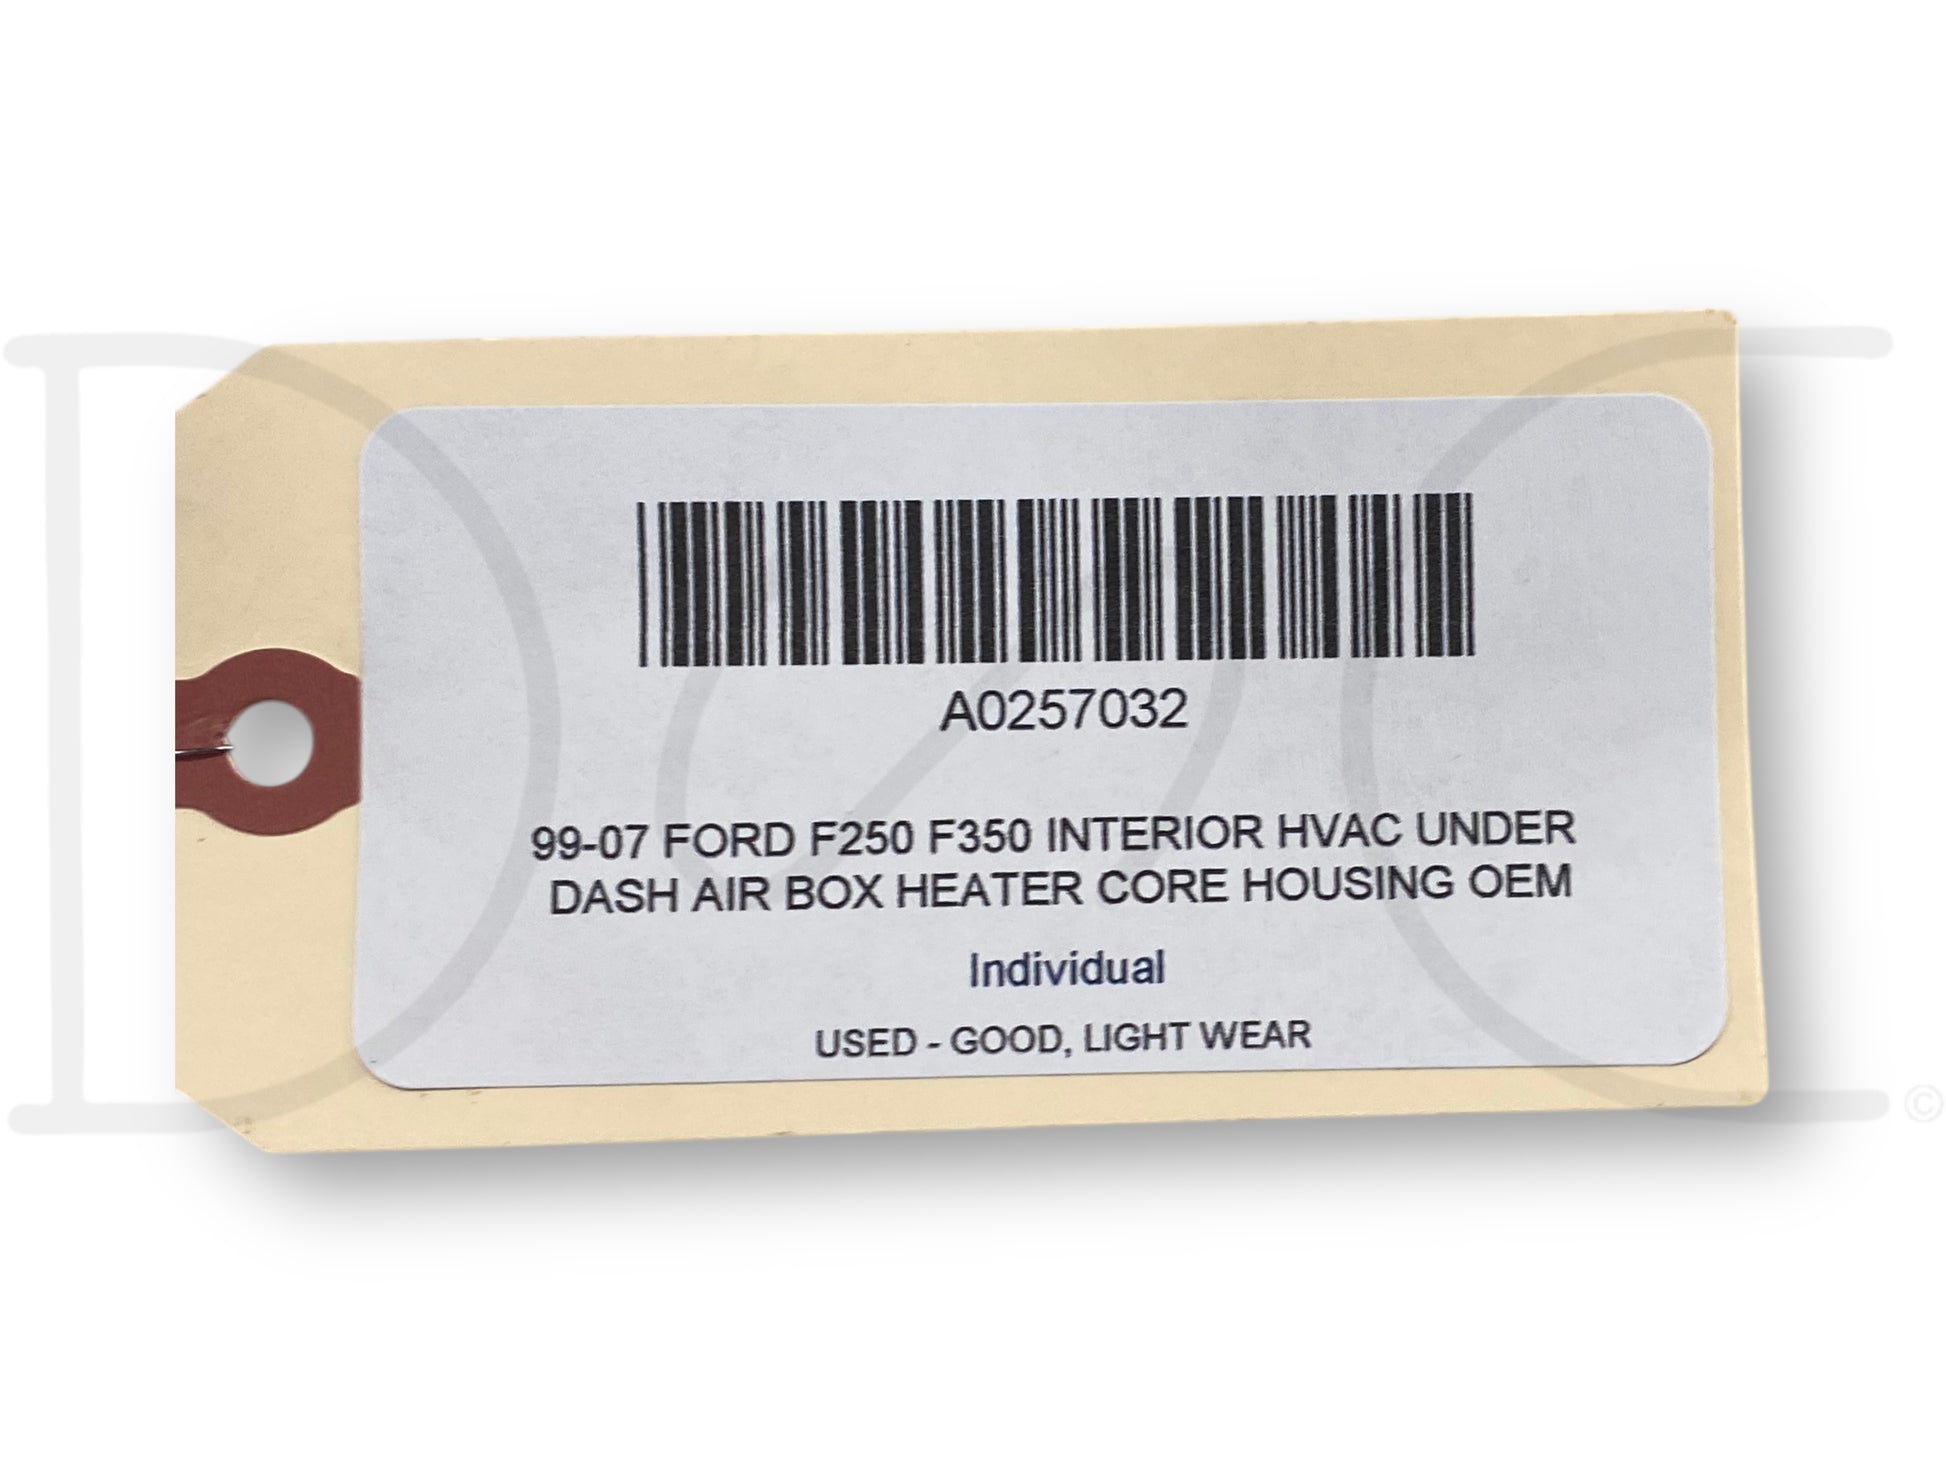 A0257032
99-07 FORD F250 F350 INTERIOR HVAC UNDER
DASH AIR BOX HEATER CORE HOUSING OEM
Individual
USED - GOOD, LIGHT WEAR
©